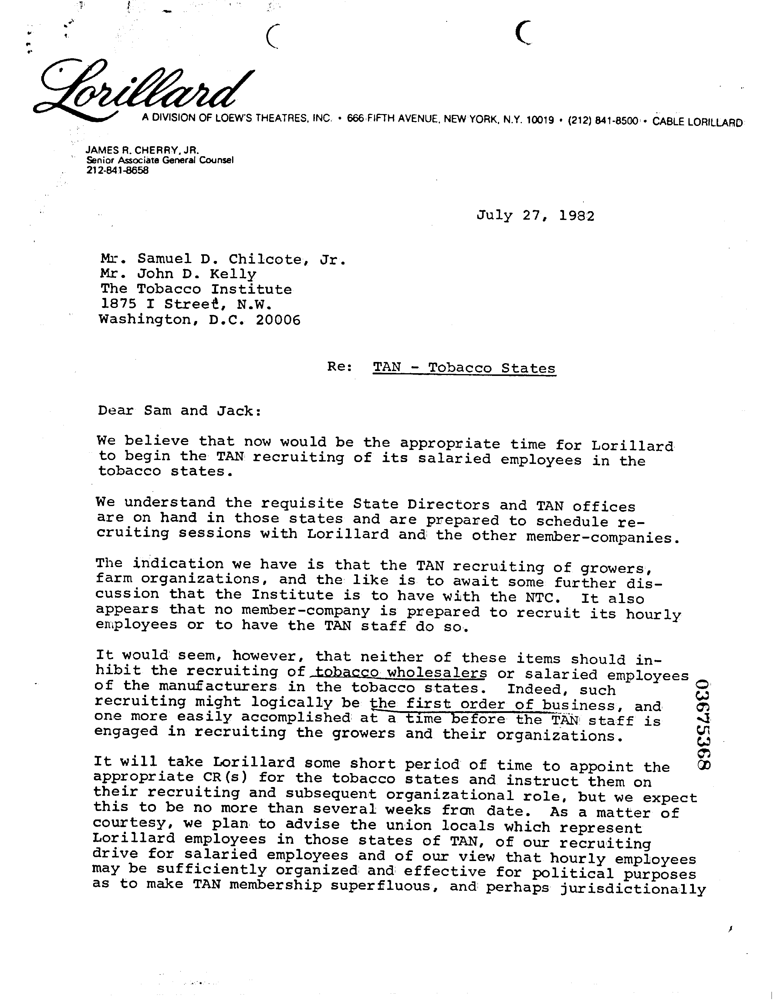 Lorillard
A DIVISION OF LOEW'S THEATRES, INC. • 666 FIFTH AVENUE, NEW YORK, N.Y. 10019 • (212) 841-8500 • CABLE LORILLARD
JAMES R. CHERRY, JR.
Senior Associate General Counsel
212-841-8658
July 27, 1982
Mr. Samuel D. Chilcote, Jr.
Mr. John D. Kelly
The Tobacco Institute
1875 I Street, N.W.
Washington, D.C. 20006
Re: TAN - Tobacco States
Dear Sam and Jack:
We believe that now would be the appropriate time for Lorillard
to begin the TAN recruiting of its salaried employees in the
tobacco states.
We understand the requisite State Directors and TAN offices
are on hand in those states and are prepared to schedule re-
cruiting sessions with Lorillard and the other member-companies.
The indication we have is that the TAN recruiting of growers,
farm organizations, and the like is to await some further dis-
cussion that the Institute is to have with the NTC. It also
appears that no member-company is prepared to recruit its hourly
employees or to have the TAN staff do so.
It would seem, however, that neither of these items should in-
hibit the recruiting of tobacco wholesalers or salaried employees
of the manufacturers in the tobacco states. Indeed, such
recruiting might logically be the first order of business, and
one more easily accomplished at a time before the TAN staff is
engaged in recruiting the growers and their organizations.
It will take Lorillard some short period of time to appoint the
appropriate CR(s) for the tobacco states and instruct them on
their recruiting and subsequent organizational role, but we expect
this to be no more than several weeks from date. As a matter of
courtesy, we plan to advise the union locals which represent
Lorillard employees in those states of TAN, of our recruiting
drive for salaried employees and of our view that hourly employees
may be sufficiently organized and effective for political purposes
as to make TAN membership superfluous, and perhaps jurisdictionally
03675368